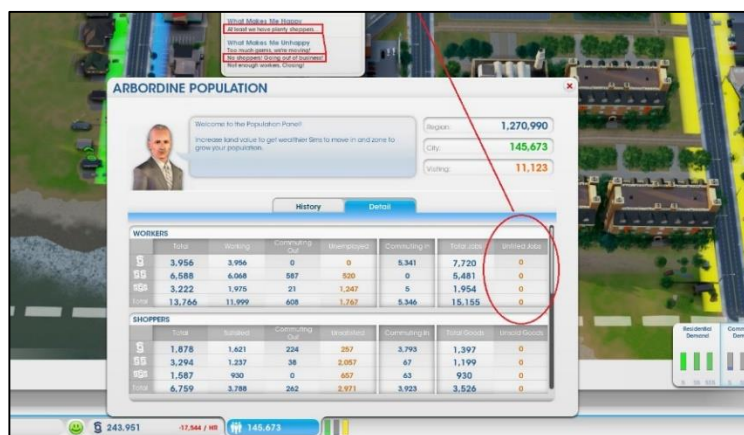 What Makes Me Happy
At least we have plenty shoppers.
What Makes Me Unhappy
Too much germs, we're moving!
No shoppers! Going out of business!
Not enough workers. Closing!
ARBORDINE POPULATION
Welcome to the Population Panel!
Increase land value to get wealthier Sims to move in and zone to
grow your population.
Region: 1,270,990
City: 145,673
Visiting: 11,123
History Detail
WORKERS
Total Working Commuting Out Unemployed Commuting In Total Jobs Unfilled Jobs
§ 3,956 3,956 0 0 5,341 7,720 0
§§ 6,588 6,068 587 520 0 5,481 0
§§§ 3,222 1,975 21 1,247 5 1,954 0
Total 13,766 11,999 608 1,767 5,346 15,155 0
SHOPPERS
Total Satisfied Commuting Out Unsatisfied Commuting In Total Goods Unsold Goods
§ 1,878 1,621 224 257 3,793 1,397 0
§§ 3,294 1,237 38 2,057 67 1,199 0
§§§ 1,587 930 0 657 63 930 0
Total 6,759 3,788 262 2,971 3,923 3,526 0
Residential Demand
§ 243,951 -17,544 / HR 145,673